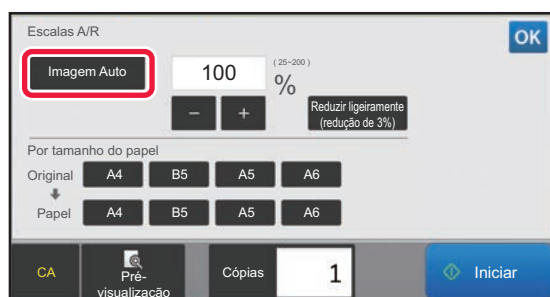 Escalas A/R
OK
Imagem Auto
100
(25~200)
%
−
+
Reduzir ligeiramente
(redução de 3%)
Por tamanho do papel
Original
A4
B5
A5
A6
Papel
A4
B5
A5
A6
CA
Pré-
visualização
Cópias
1
Iniciar